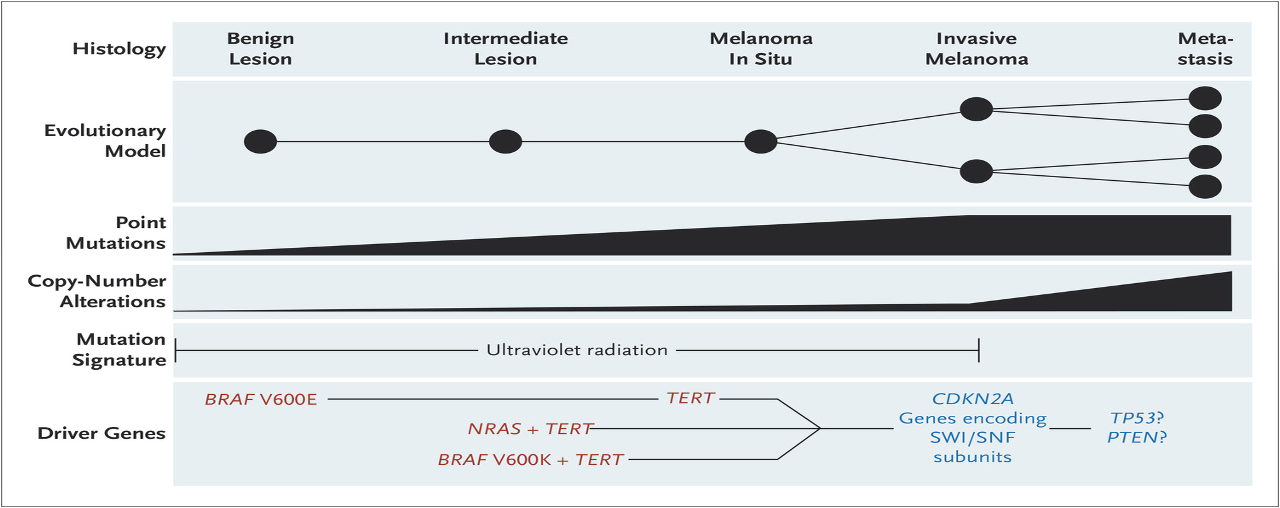 Histology
Benign
Lesion
Intermediate
Lesion
Melanoma
In Situ
Invasive
Melanoma
Meta-
stasis
Evolutionary
Model
Point
Mutations
Copy-Number
Alterations
Mutation
Signature
Ultraviolet radiation
Driver Genes
BRAF V600E
TERT
NRAS + TERT
BRAF V600K + TERT
CDKN2A
Genes encoding
SWI/SNF
subunits
TP53?
PTEN?